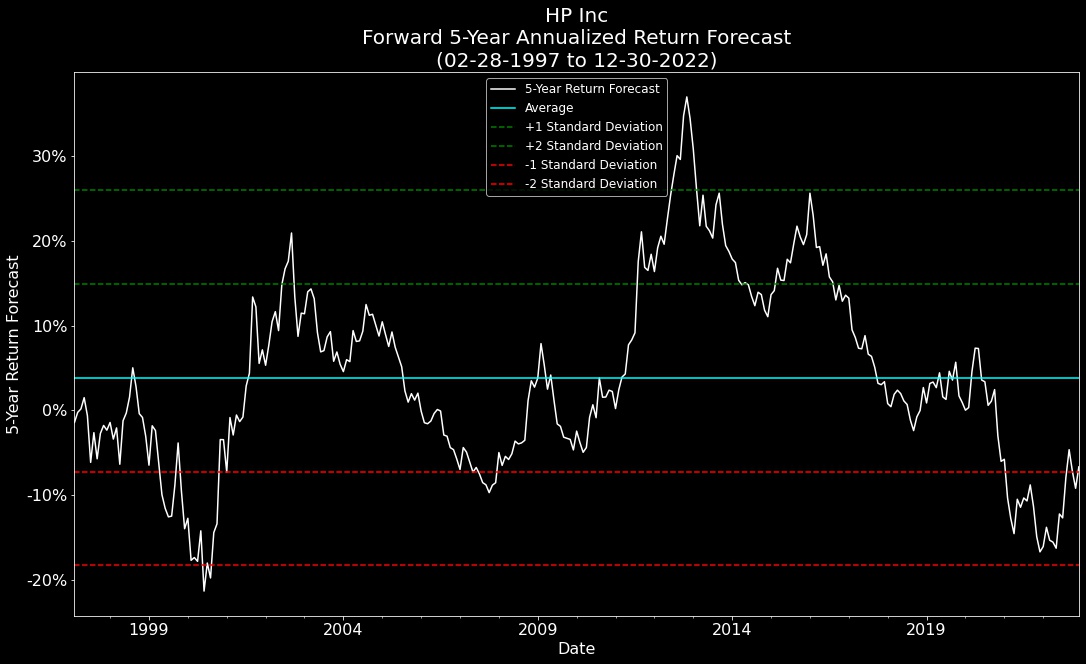 HP Inc
Forward 5-Year Annualized Return Forecast
(02-28-1997 to 12-30-2022)
5-Year Return Forecast
Average
+1 Standard Deviation
+2 Standard Deviation
-1 Standard Deviation
-2 Standard Deviation
5-Year Return Forecast
30%
20%
10%
0%
-10%
-20%
1999
2004
2009
2014
2019
Date